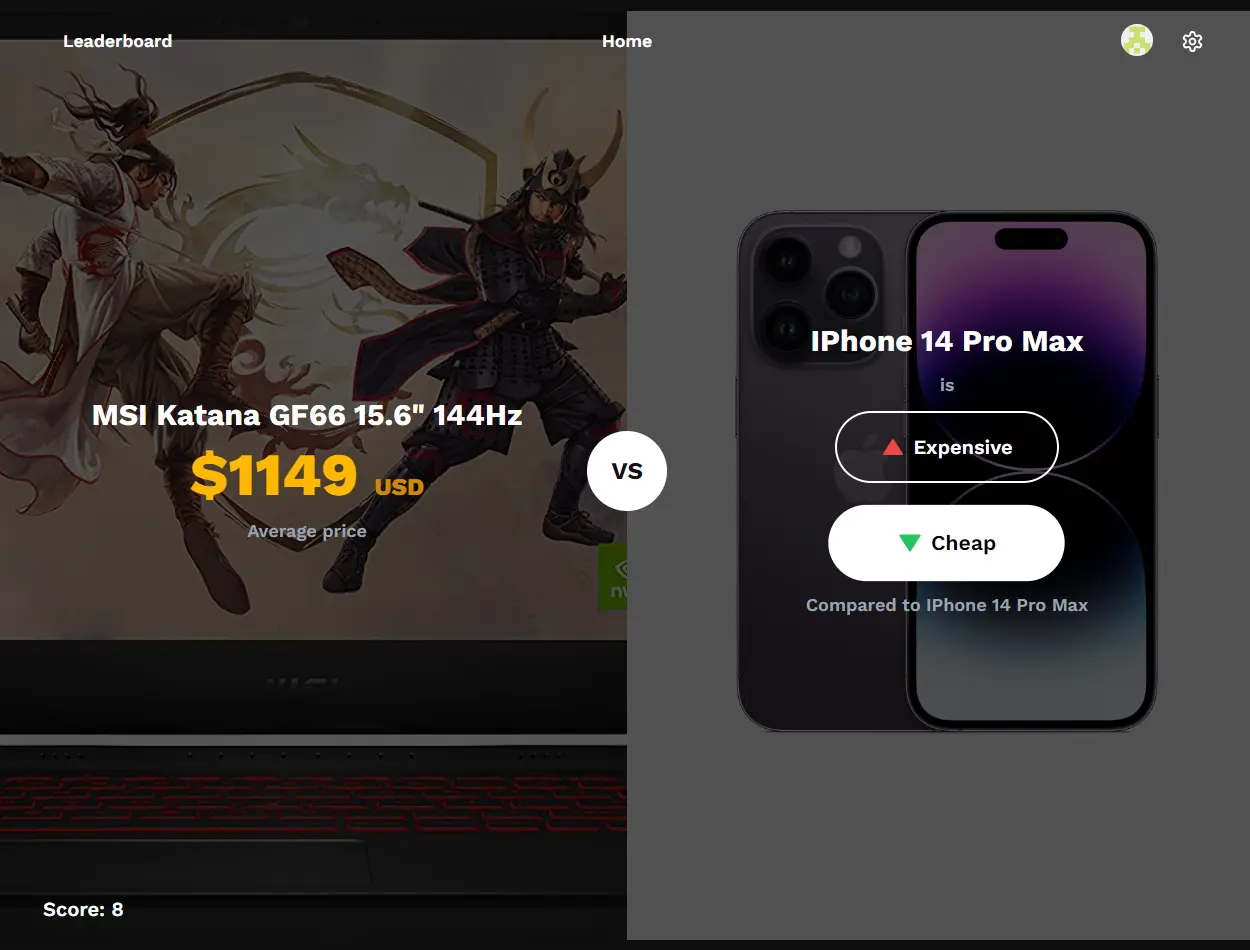 Leaderboard
Home
MSI Katana GF66 15.6" 144Hz
$1149 USD
Average price
VS
IPhone 14 Pro Max
is
Expensive
Cheap
Compared to IPhone 14 Pro Max
msi
Score: 8